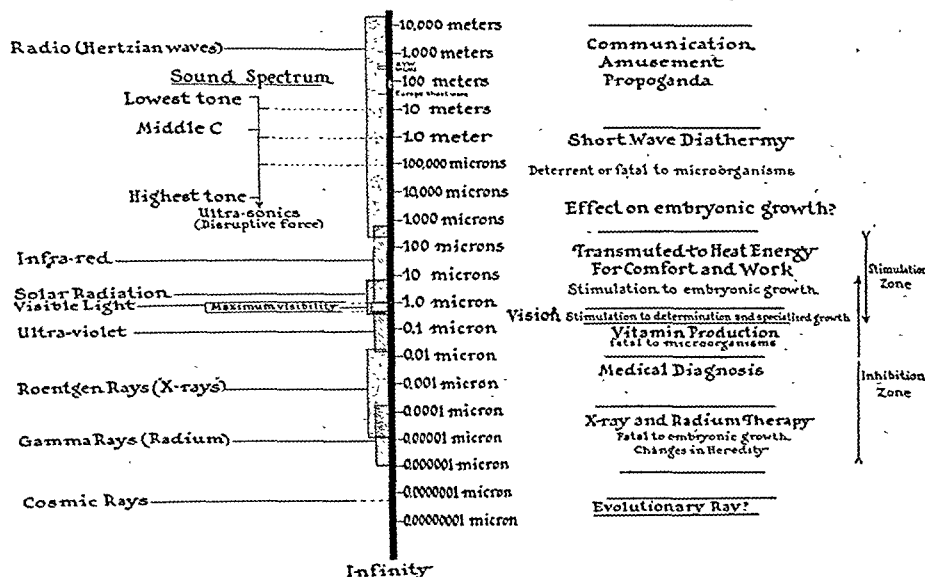 Radio (Hertzian waves)
Sound Spectrum
Lowest tone
Middle C
Highest tone
Ultra-sonics
(Disruptive force)
Infra-red
Solar Radiation
Visible Light
Maximum visibility
Ultra-violet
Roentgen Rays (X-rays)
Gamma Rays (Radium)
Cosmic Rays
10,000 meters
1,000 meters
100 meters
Europe short wave
10 meters
1.0 meter
100,000 microns
10,000 microns
1,000 microns
100 microns
10 microns
1.0 micron
0.1 micron
0.01 micron
0.001 micron
0.0001 micron
0.00001 micron
0.000001 micron
0.0000001 micron
0.00000001 micron
Infinity
Communication
Amusement
Propoganda
Short Wave Diathermy
Deterrent or fatal to microorganisms
Effect on embryonic growth?
Transmuted to Heat Energy
For Comfort and Work
Stimulation to embryonic growth
Vision Stimulation to determination and specialized growth
Vitamin Production
fatal to microorganisms
Medical Diagnosis
X-ray and Radium Therapy
Fatal to embryonic growth
Changes in Heredity
Evolutionary Ray?
Stimulation
Zone
Inhibition
Zone